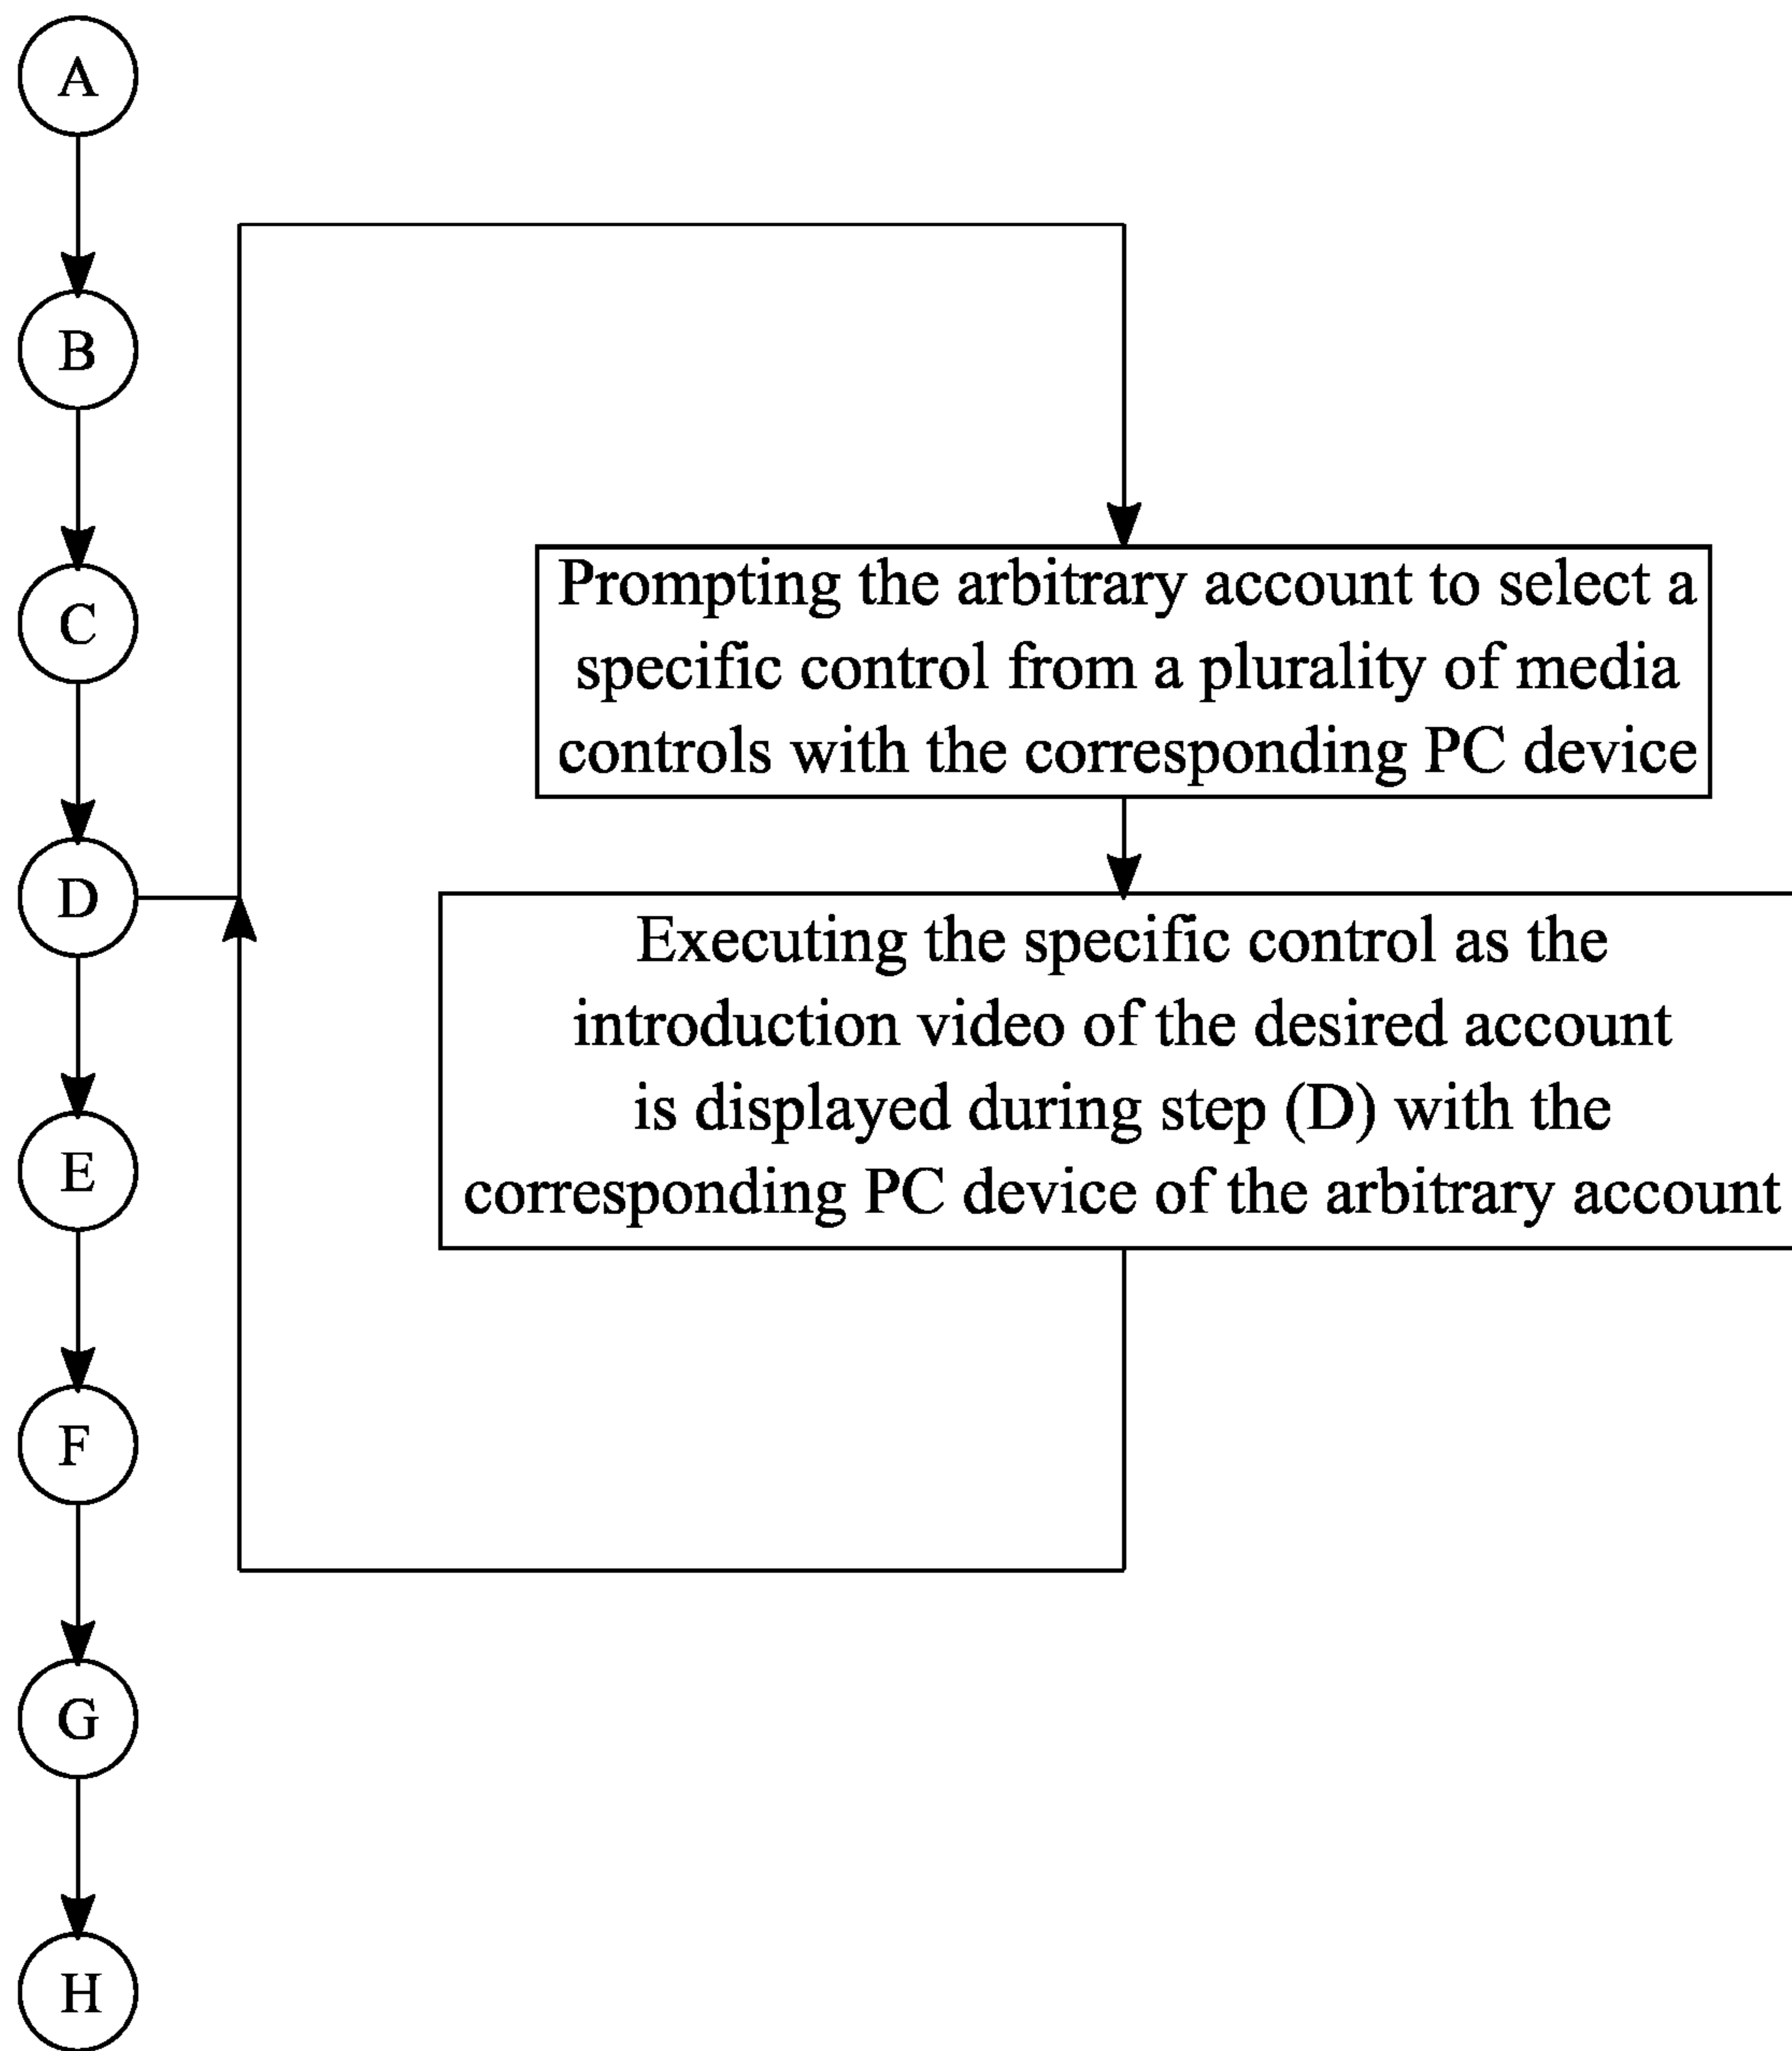 A
B
C
D
E
F
G
H
Prompting the arbitrary account to select a
specific control from a plurality of media
controls with the corresponding PC device
Executing the specific control as the
introduction video of the desired account
is displayed during step (D) with the
corresponding PC device of the arbitrary account